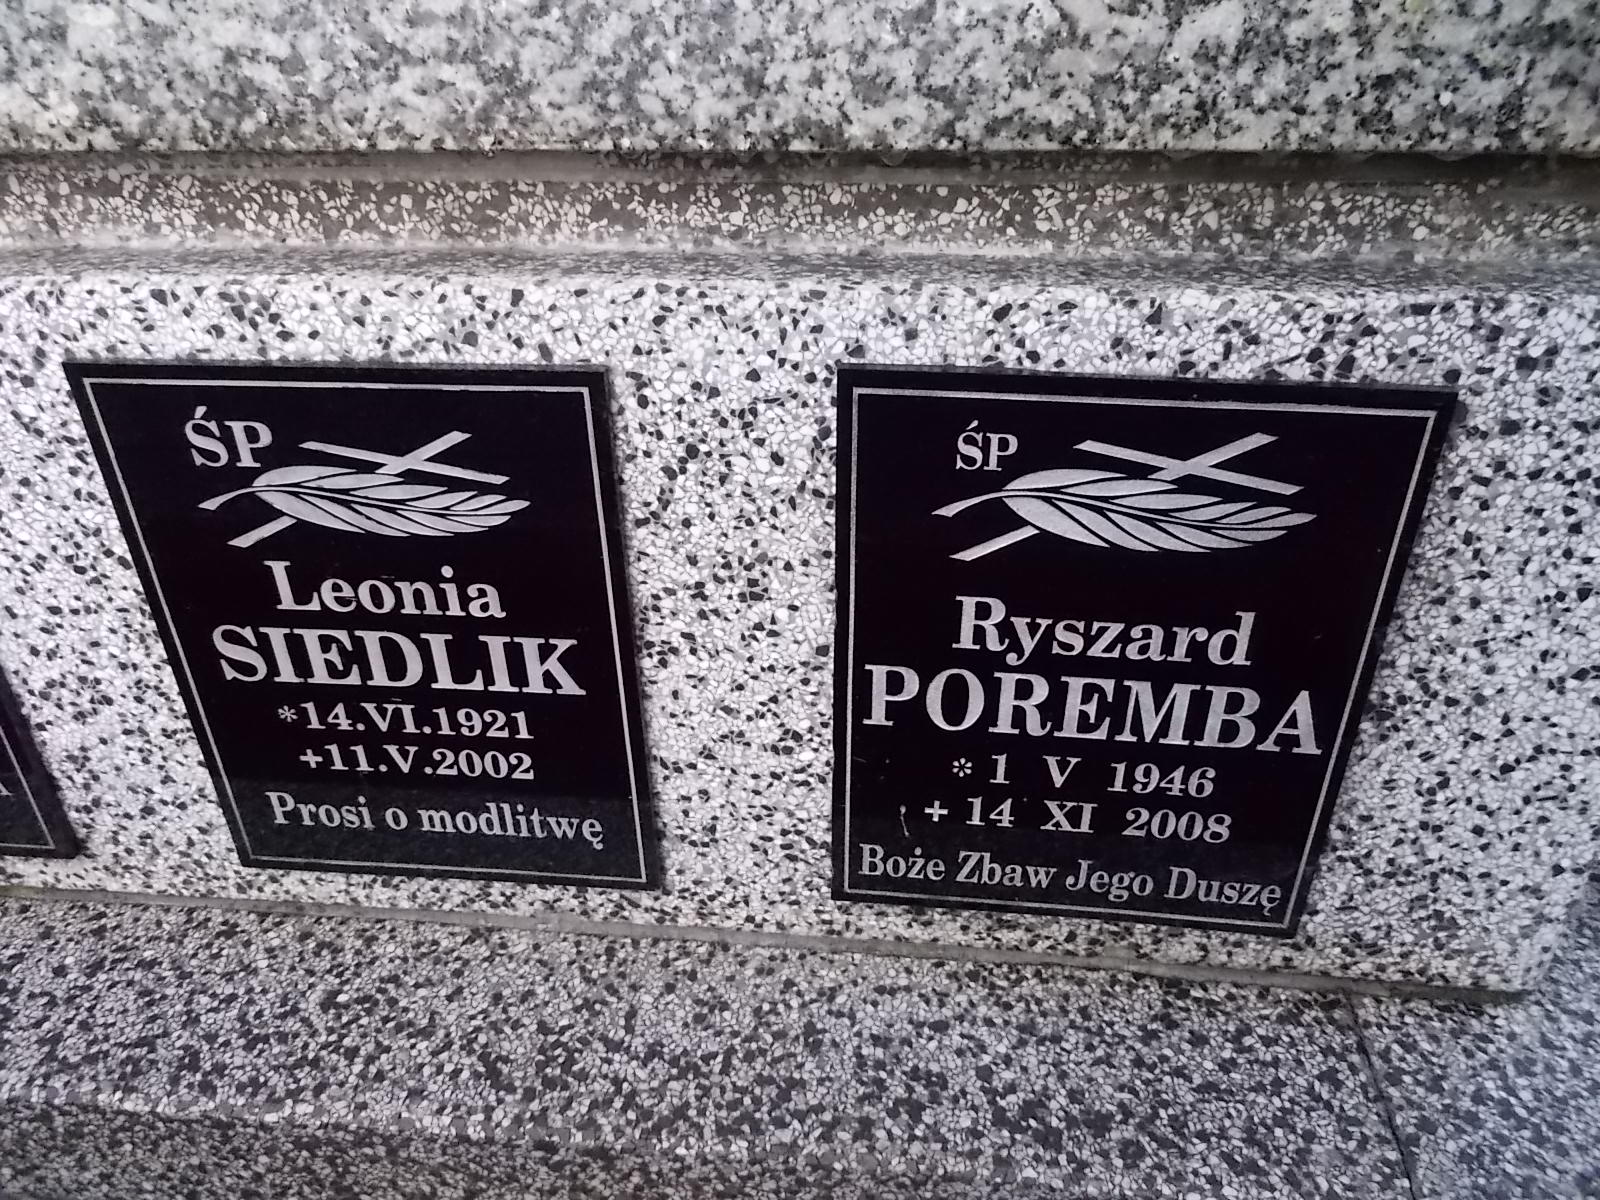 ŚP
Leonia
SIEDLIK
*14.VI.1921
+11.V.2002
Prosi o modlitwę
ŚP
Ryszard
POREMBA
* 1 V 1946
+ 14 XI 2008
Boże Zbaw Jego Duszę